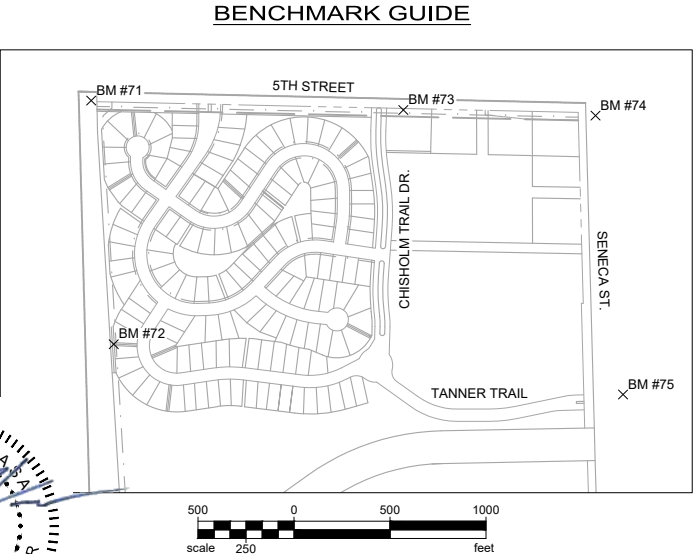 BENCHMARK GUIDE
BM #71
5TH STREET
BM #73
BM #74
CHISHOLM TRAIL DR.
SENECA ST.
BM #72
TANNER TRAIL
BM #75
500 0 500 1000
scale 250 feet